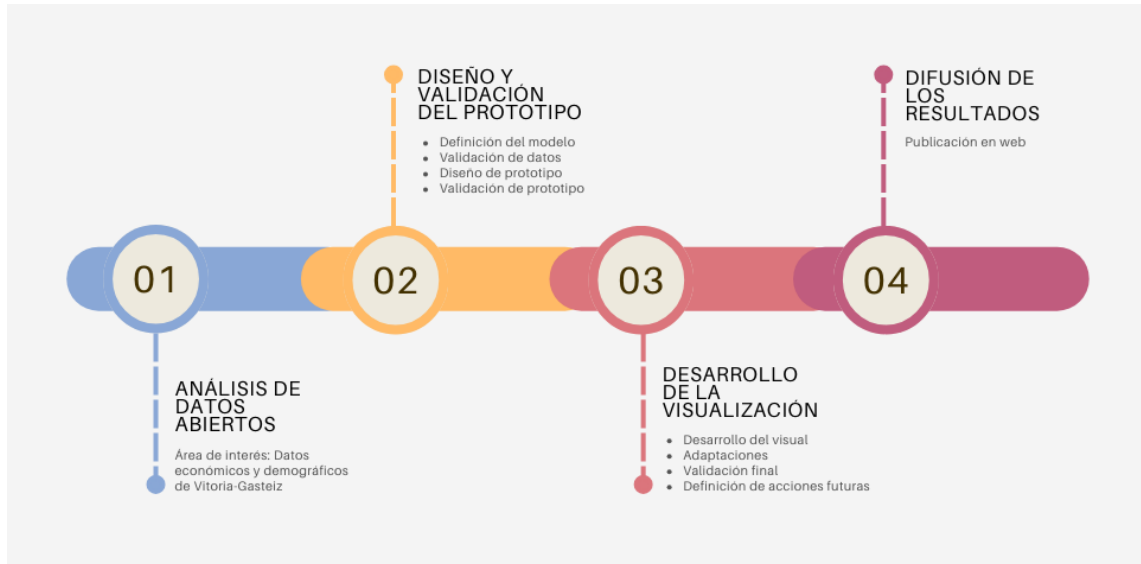 01
ANÁLISIS DE
DATOS
ABIERTOS
Área de interés: Datos
económicos y demográficos
de Vitoria-Gasteiz
02
DISEÑO Y
VALIDACIÓN
DEL PROTOTIPO
• Definición del modelo
• Validación de datos
• Diseño de prototipo
• Validación de prototipo
03
DESARROLLO
DE LA
VISUALIZACIÓN
• Desarrollo del visual
• Adaptaciones
• Validación final
• Definición de acciones futuras
04
DIFUSIÓN DE
LOS
RESULTADOS
Publicación en web